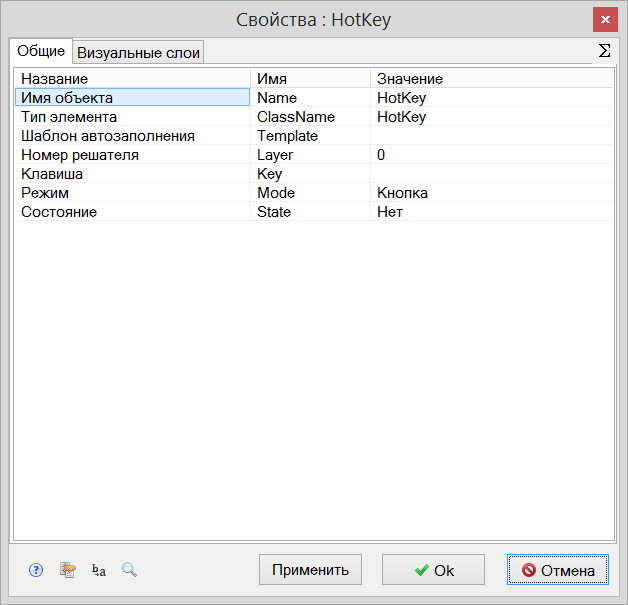 Свойства : HotKey
Общие Визуальные слои Σ
Название Имя Значение
Имя объекта Name HotKey
Тип элемента ClassName HotKey
Шаблон автозаполнения Template
Номер решателя Layer 0
Клавиша Key
Режим Mode Кнопка
Состояние State Нет
? b a Применить Ok Отмена